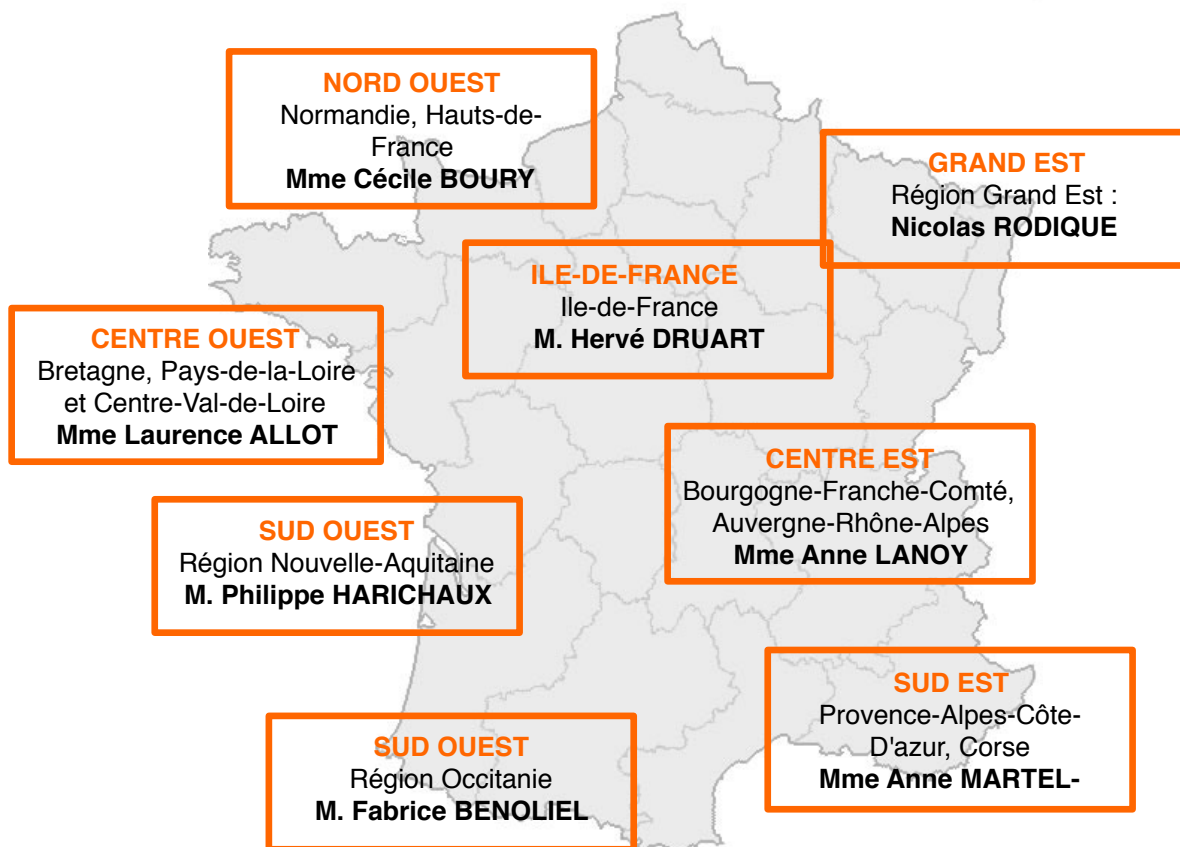 NORD OUEST
Normandie, Hauts-de-
France
Mme Cécile BOURY
GRAND EST
Région Grand Est :
Nicolas RODIQUE
ILE-DE-FRANCE
Ile-de-France
M. Hervé DRUART
CENTRE OUEST
Bretagne, Pays-de-la-Loire
et Centre-Val-de-Loire
Mme Laurence ALLOT
CENTRE EST
Bourgogne-Franche-Comté,
Auvergne-Rhône-Alpes
Mme Anne LANOY
SUD OUEST
Région Nouvelle-Aquitaine
M. Philippe HARICHAUX
SUD EST
Provence-Alpes-Côte-
D'azur, Corse
Mme Anne MARTEL-
SUD OUEST
Région Occitanie
M. Fabrice BENOLIEL